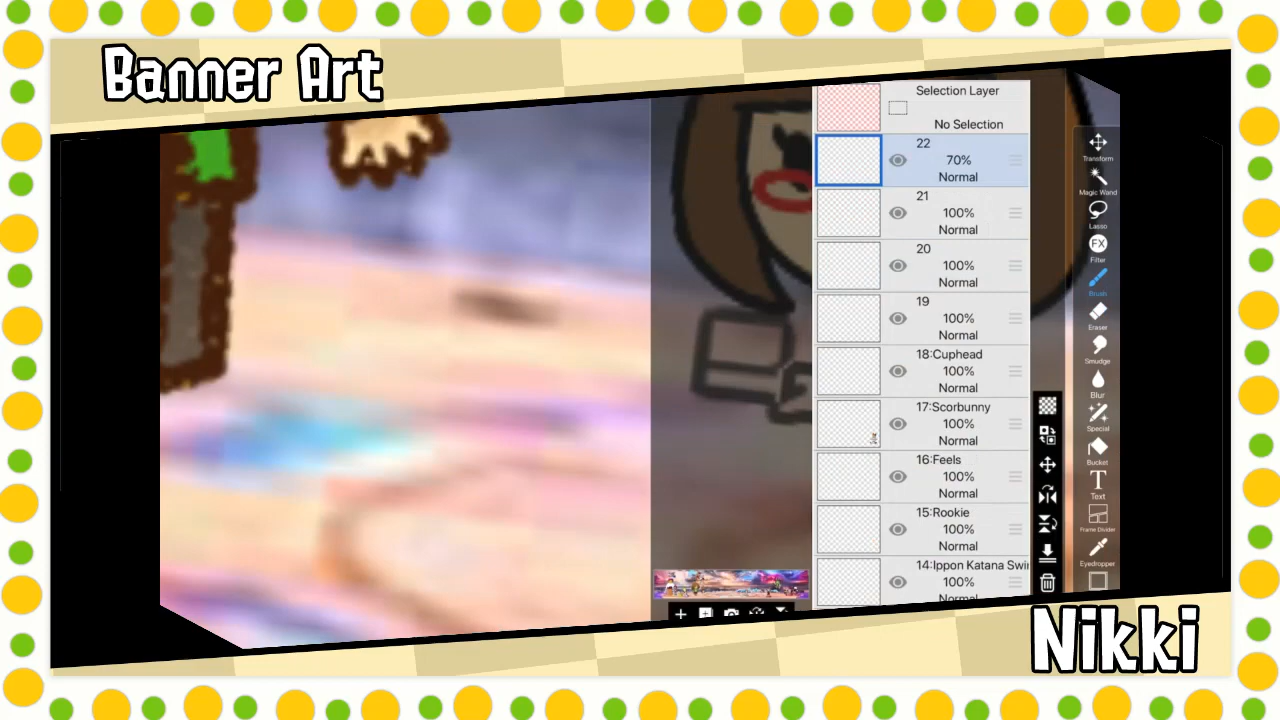 Banner Art
Selection Layer
No Selection
22
70%
Normal
21
100%
Normal
20
100%
Normal
19
100%
Normal
18:Cuphead
100%
Normal
17:Scorbunny
100%
Normal
16:Feels
100%
Normal
15:Rookie
100%
Normal
14:Ippon Katana Swi
100%
Normal
Transform
Magic Wand
Lasso
FX
Filter
Brush
Eraser
Smudge
Blur
Special
Bucket
T
Text
Frame Divider
Eyedropper
Nikki